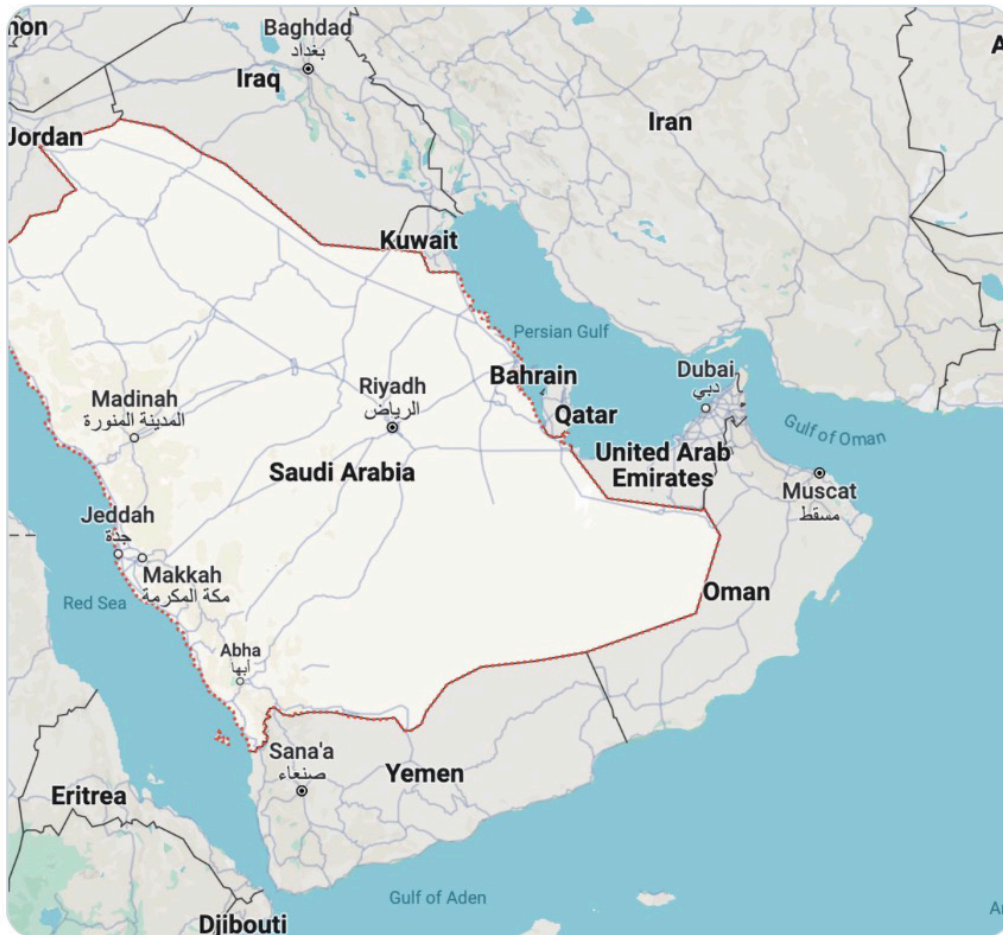 non
Baghdad
بغداد
Iraq
A
Iran
Jordan
Kuwait
Persian Gulf
Bahrain
Dubai
دبي
Riyadh
الرياض
Madinah
المدينة المنورة
Qatar
Gulf of Oman
United Arab
Emirates
Saudi Arabia
Muscat
مسقط
Jeddah
جدة
Makkah
مكة المكرمة
Oman
Red Sea
Abha
أبها
Sana'a
صنعاء
Yemen
Eritrea
Gulf of Aden
Ar
Djibouti